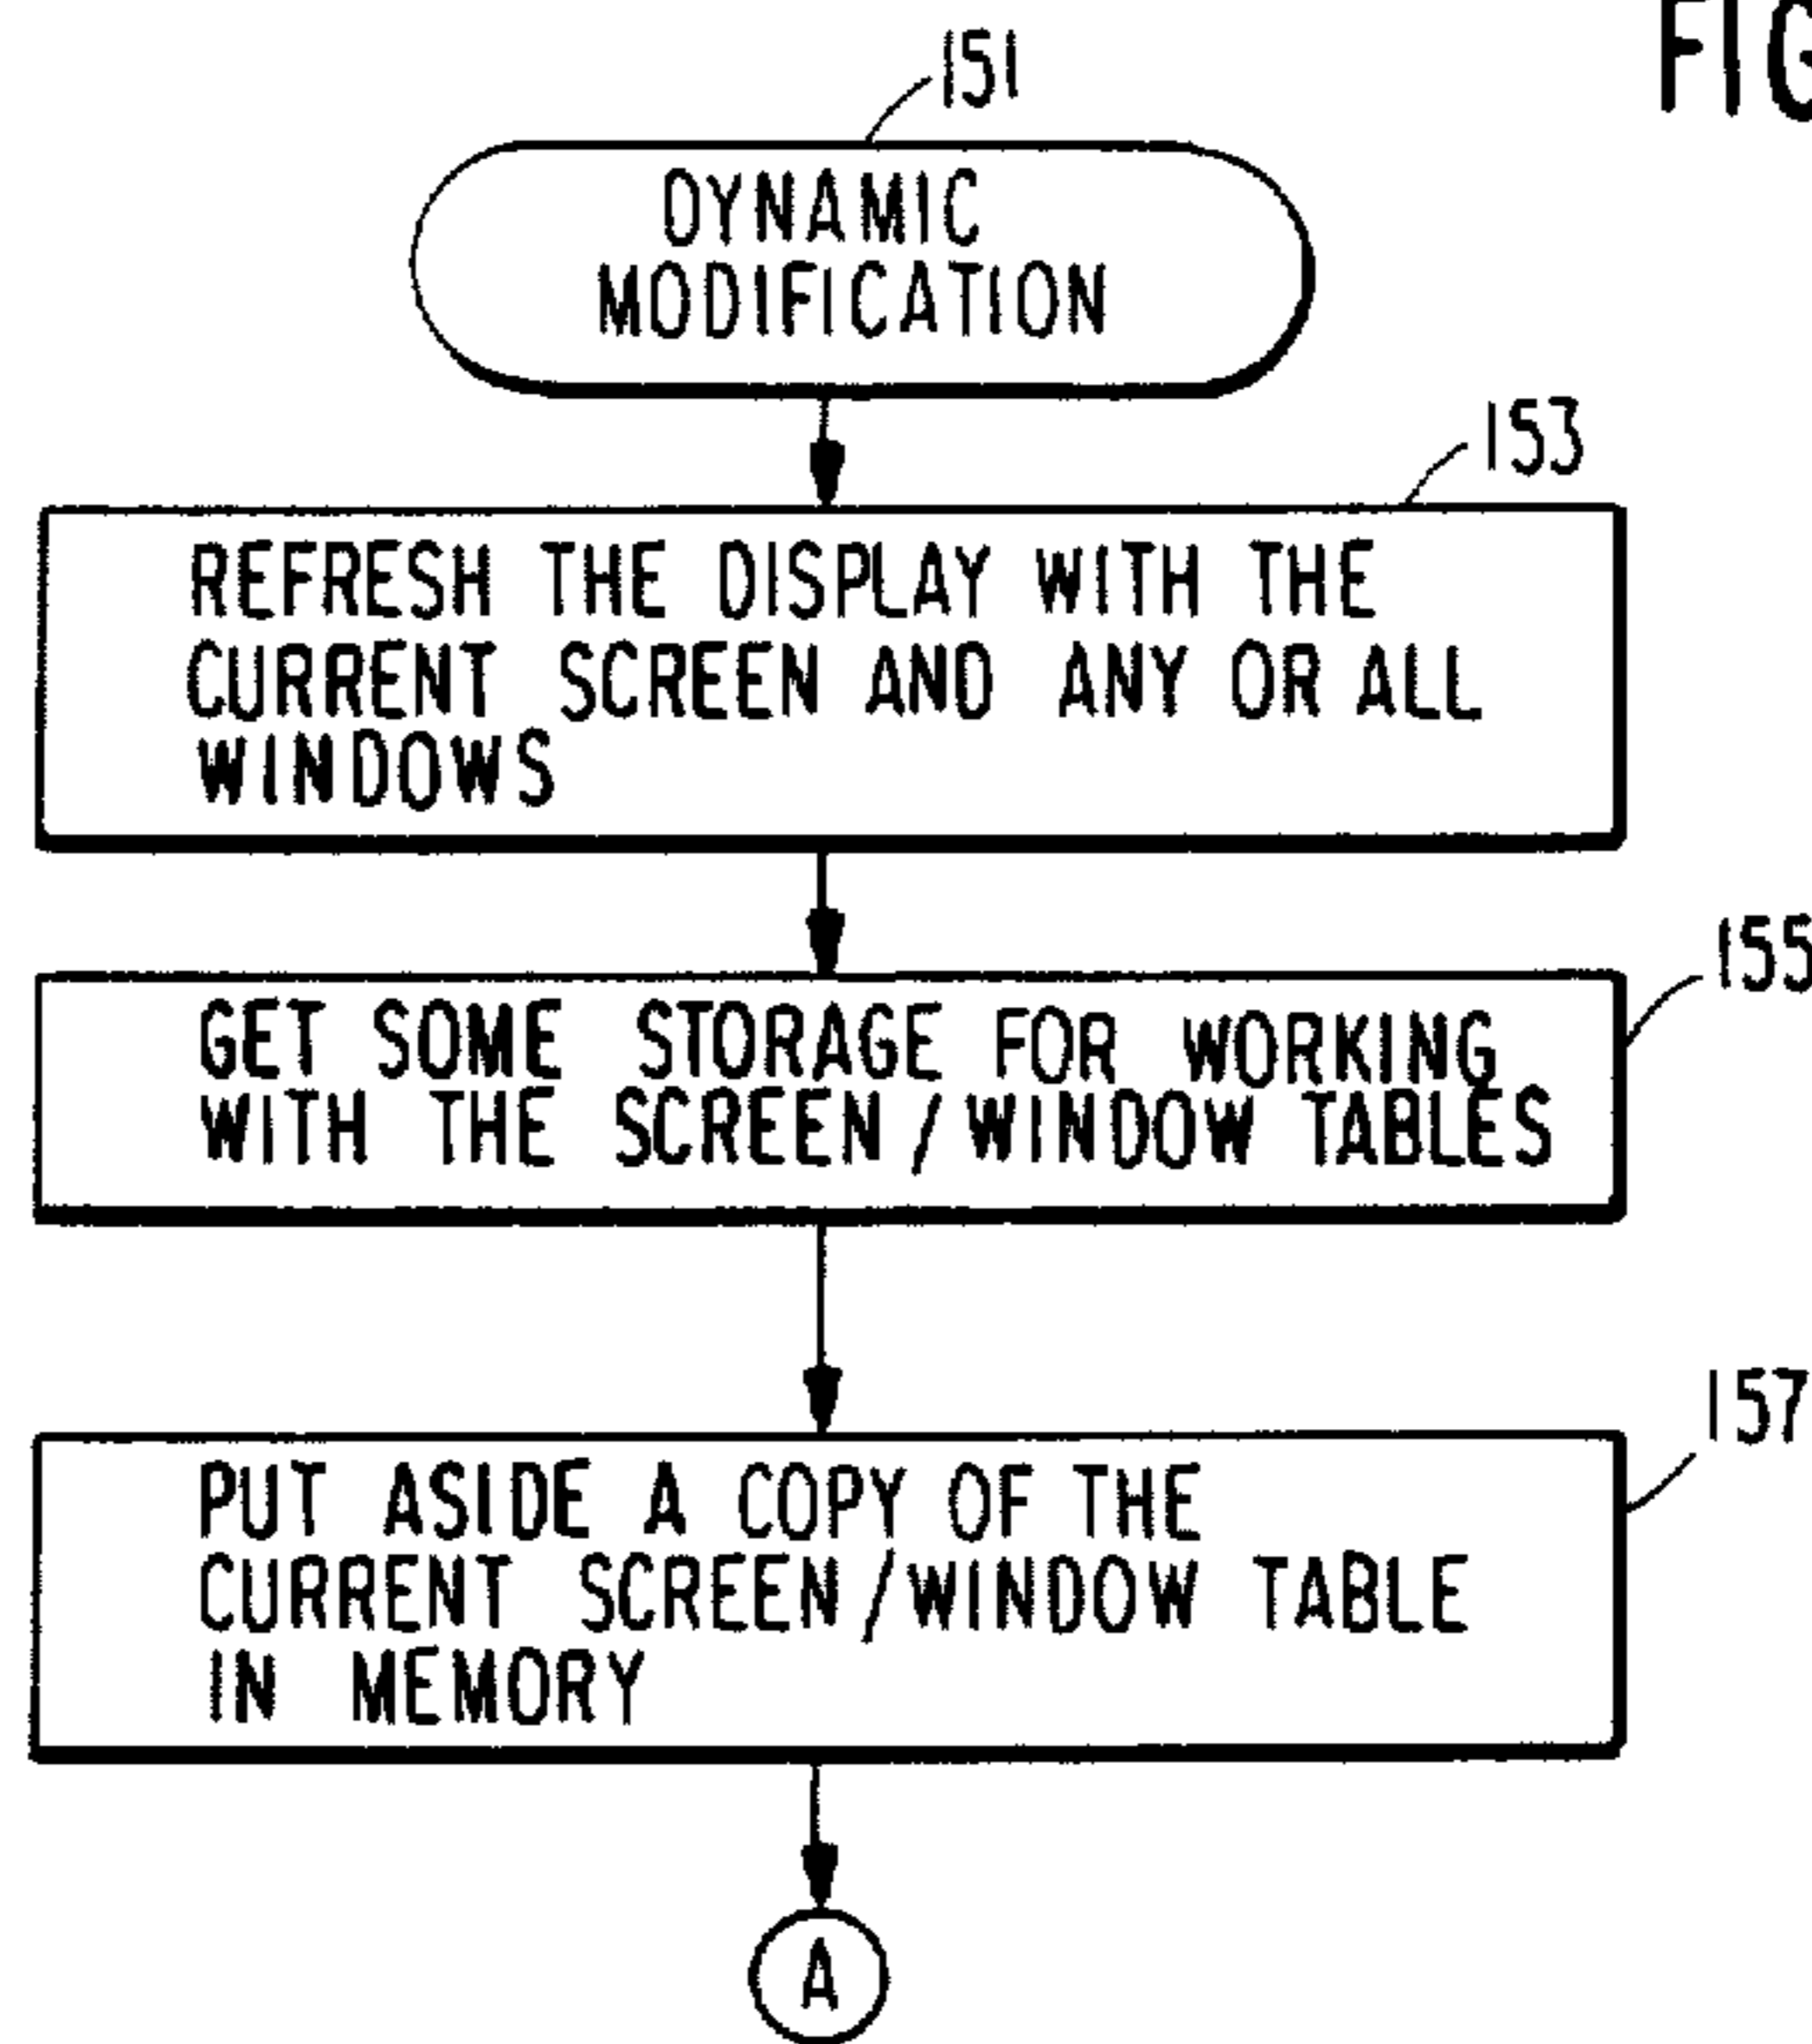 FIG
151
DYNAMIC
MODIFICATION
153
REFRESH THE DISPLAY WITH THE
CURRENT SCREEN AND ANY OR ALL
WINDOWS
155
GET SOME STORAGE FOR WORKING
WITH THE SCREEN/WINDOW TABLES
157
PUT ASIDE A COPY OF THE
CURRENT SCREEN/WINDOW TABLE
IN MEMORY
A